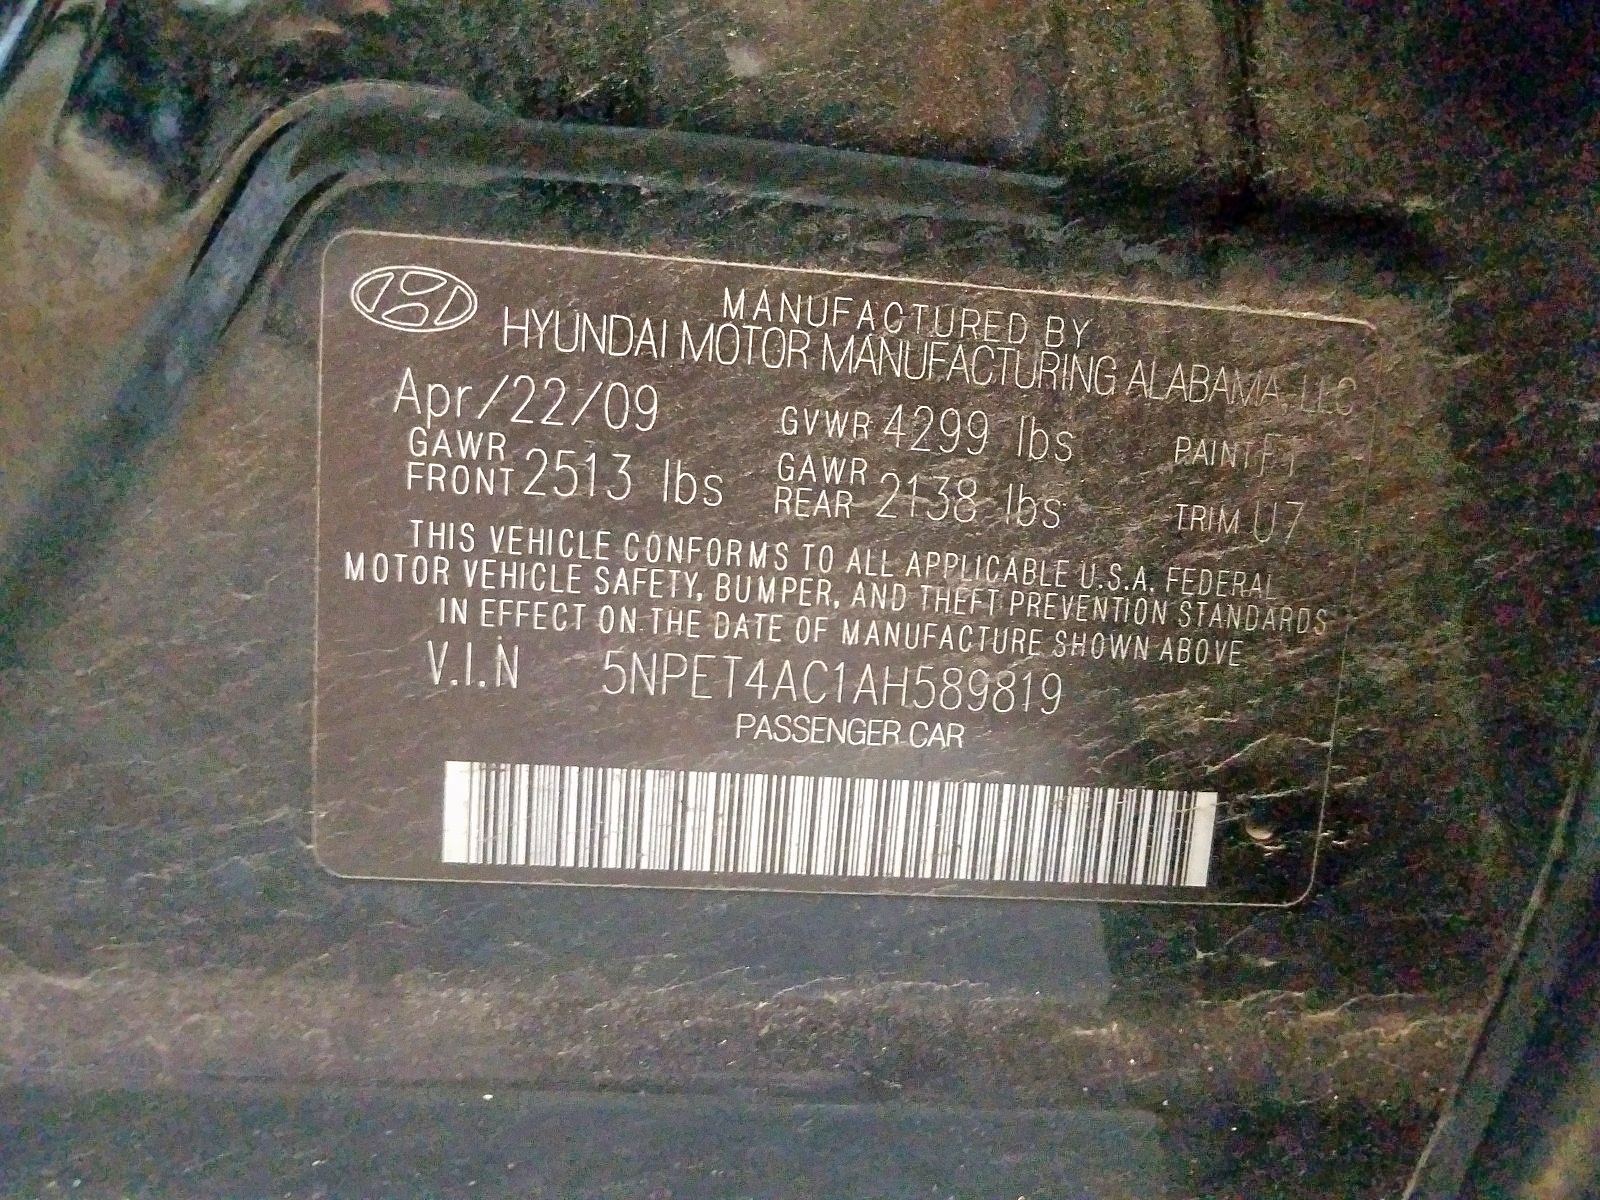 MANUFACTURED BY
HYUNDAI MOTOR MANUFACTURING ALABAMA, LLC
Apr/22/09 GVWR 4299 lbs PAINT
GAWR FRONT 2513 lbs GAWR REAR 2138 lbs TRIM U7
THIS VEHICLE CONFORMS TO ALL APPLICABLE U.S.A. FEDERAL
MOTOR VEHICLE SAFETY, BUMPER, AND THEFT PREVENTION STANDARDS
IN EFFECT ON THE DATE OF MANUFACTURE SHOWN ABOVE
V.I.N 5NPET4AC1AH589819
PASSENGER CAR